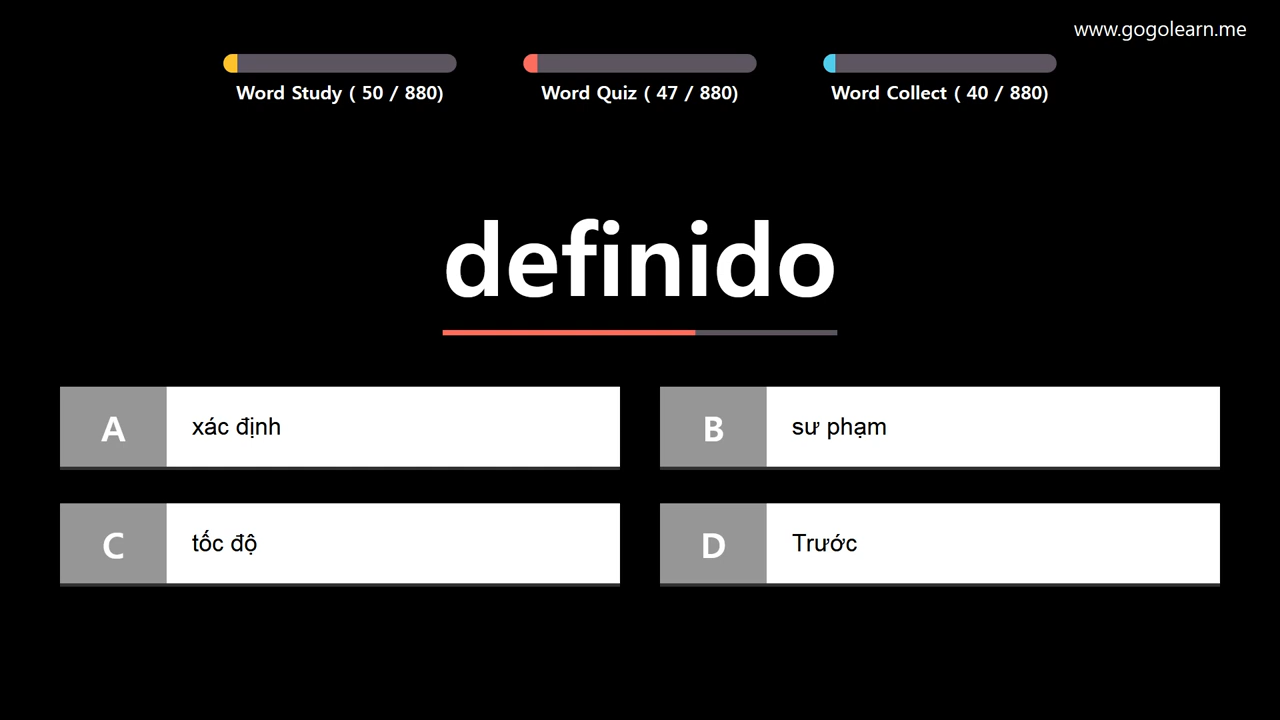 www.gogolearn.me
Word Study ( 50 / 880)
Word Quiz ( 47 / 880)
Word Collect ( 40 / 880)
definido
A xác định
B sư phạm
C tốc độ
D Trước